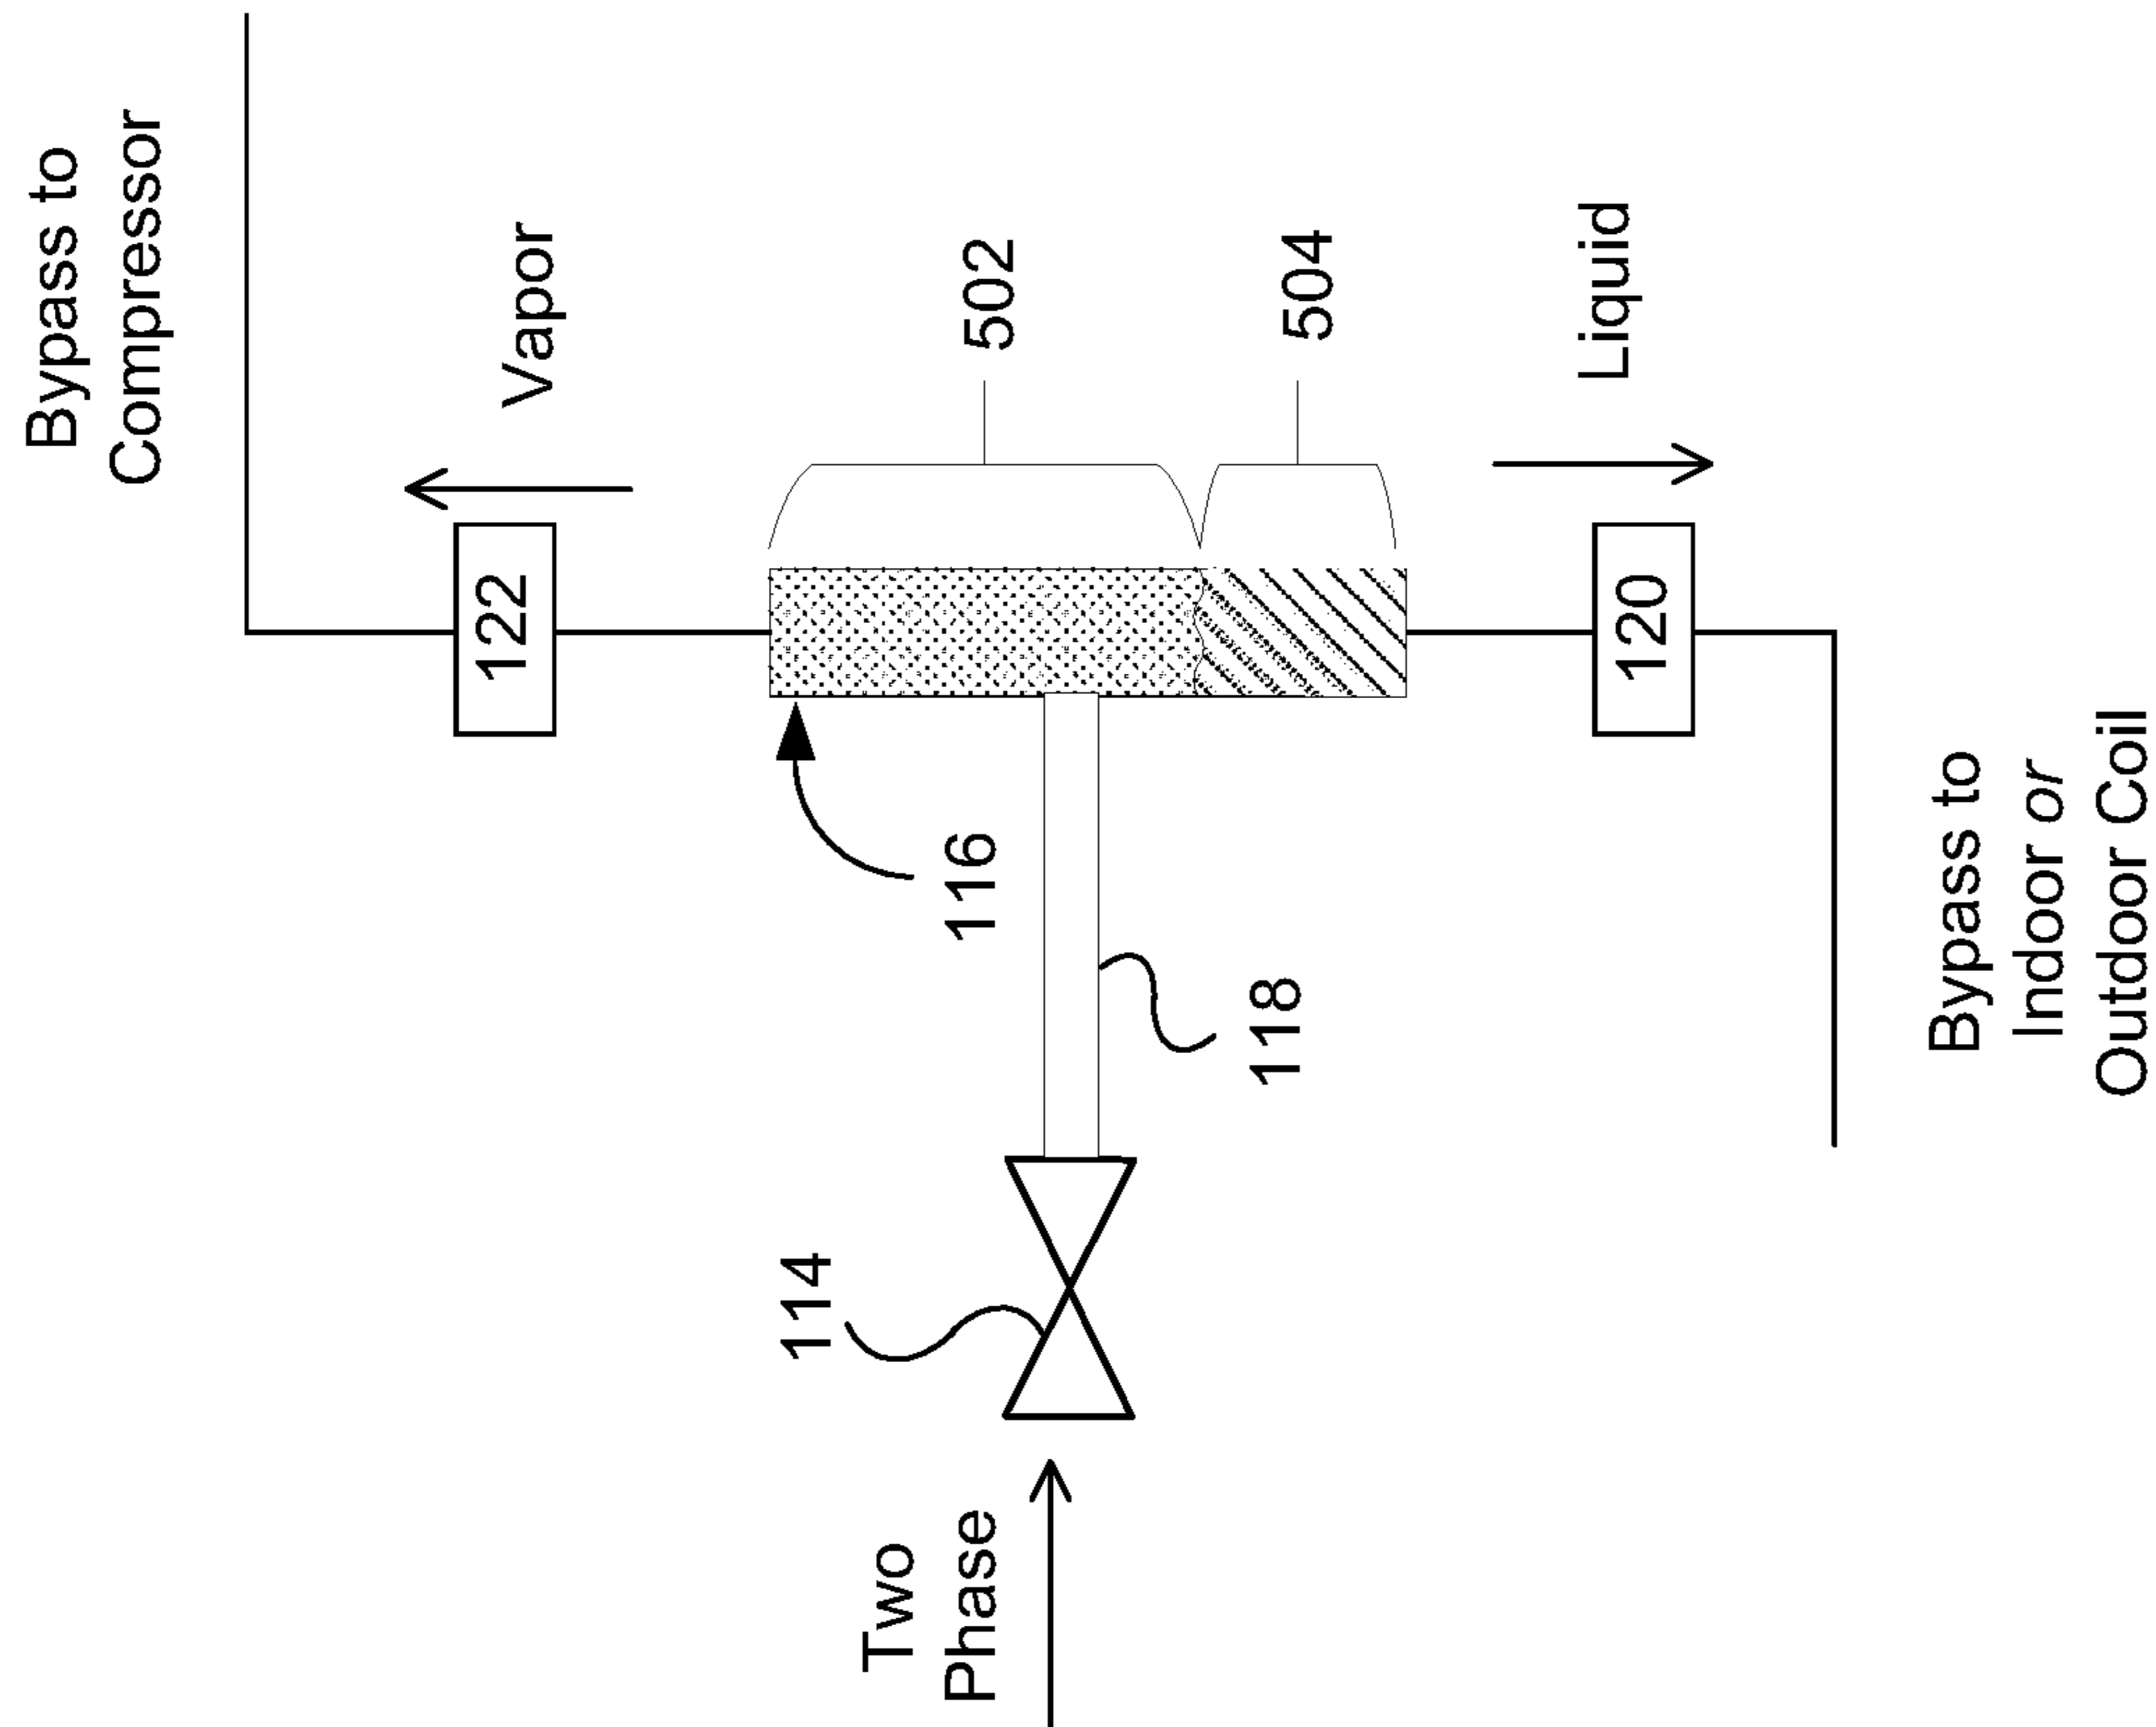 Bypass to
Compressor
Vapor
122
502
504
116
118
114
Two
Phase
Liquid
120
Bypass to
Indoor or
Outdoor Coil